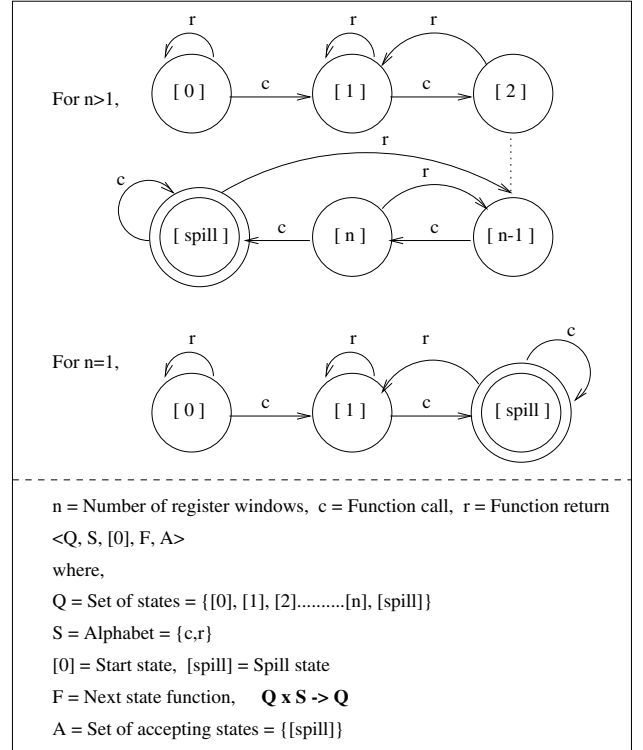 r r r
For n>1, [ 0 ] c [ 1 ] c [ 2 ]
r
c r
[ spill ] c [ n ] c [ n-1 ]
c
For n=1, r r r
[ 0 ] c [ 1 ] c [ spill ]
n = Number of register windows, c = Function call, r = Function return
<Q, S, [0], F, A>
where,
Q = Set of states = {[0], [1], [2]..........[n], [spill]}
S = Alphabet = {c,r}
[0] = Start state, [spill] = Spill state
F = Next state function, Q x S -> Q
A = Set of accepting states = {[spill]}